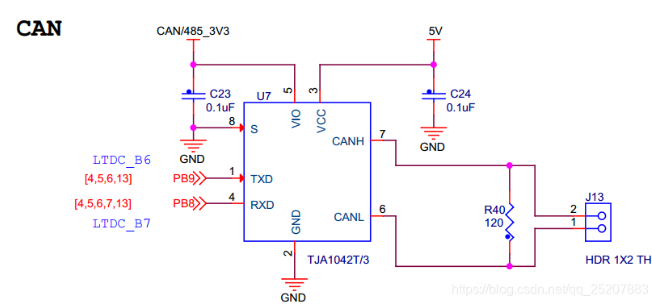 CAN
CAN/485_3V3
5V
C23
0.1uF
C24
0.1uF
U7
5
3
VIO
VCC
8
S
GND
CANH
7
GND
LTDC_B6
[4,5,6,13]
PB9
1
TXD
[4,5,6,7,13]
PB8
4
RXD
LTDC_B7
CANL
6
GND
2
TJA1042T/3
GND
R40
120
J13
2
1
HDR 1X2 TH
https://blog.csdn.net/qq_25207883